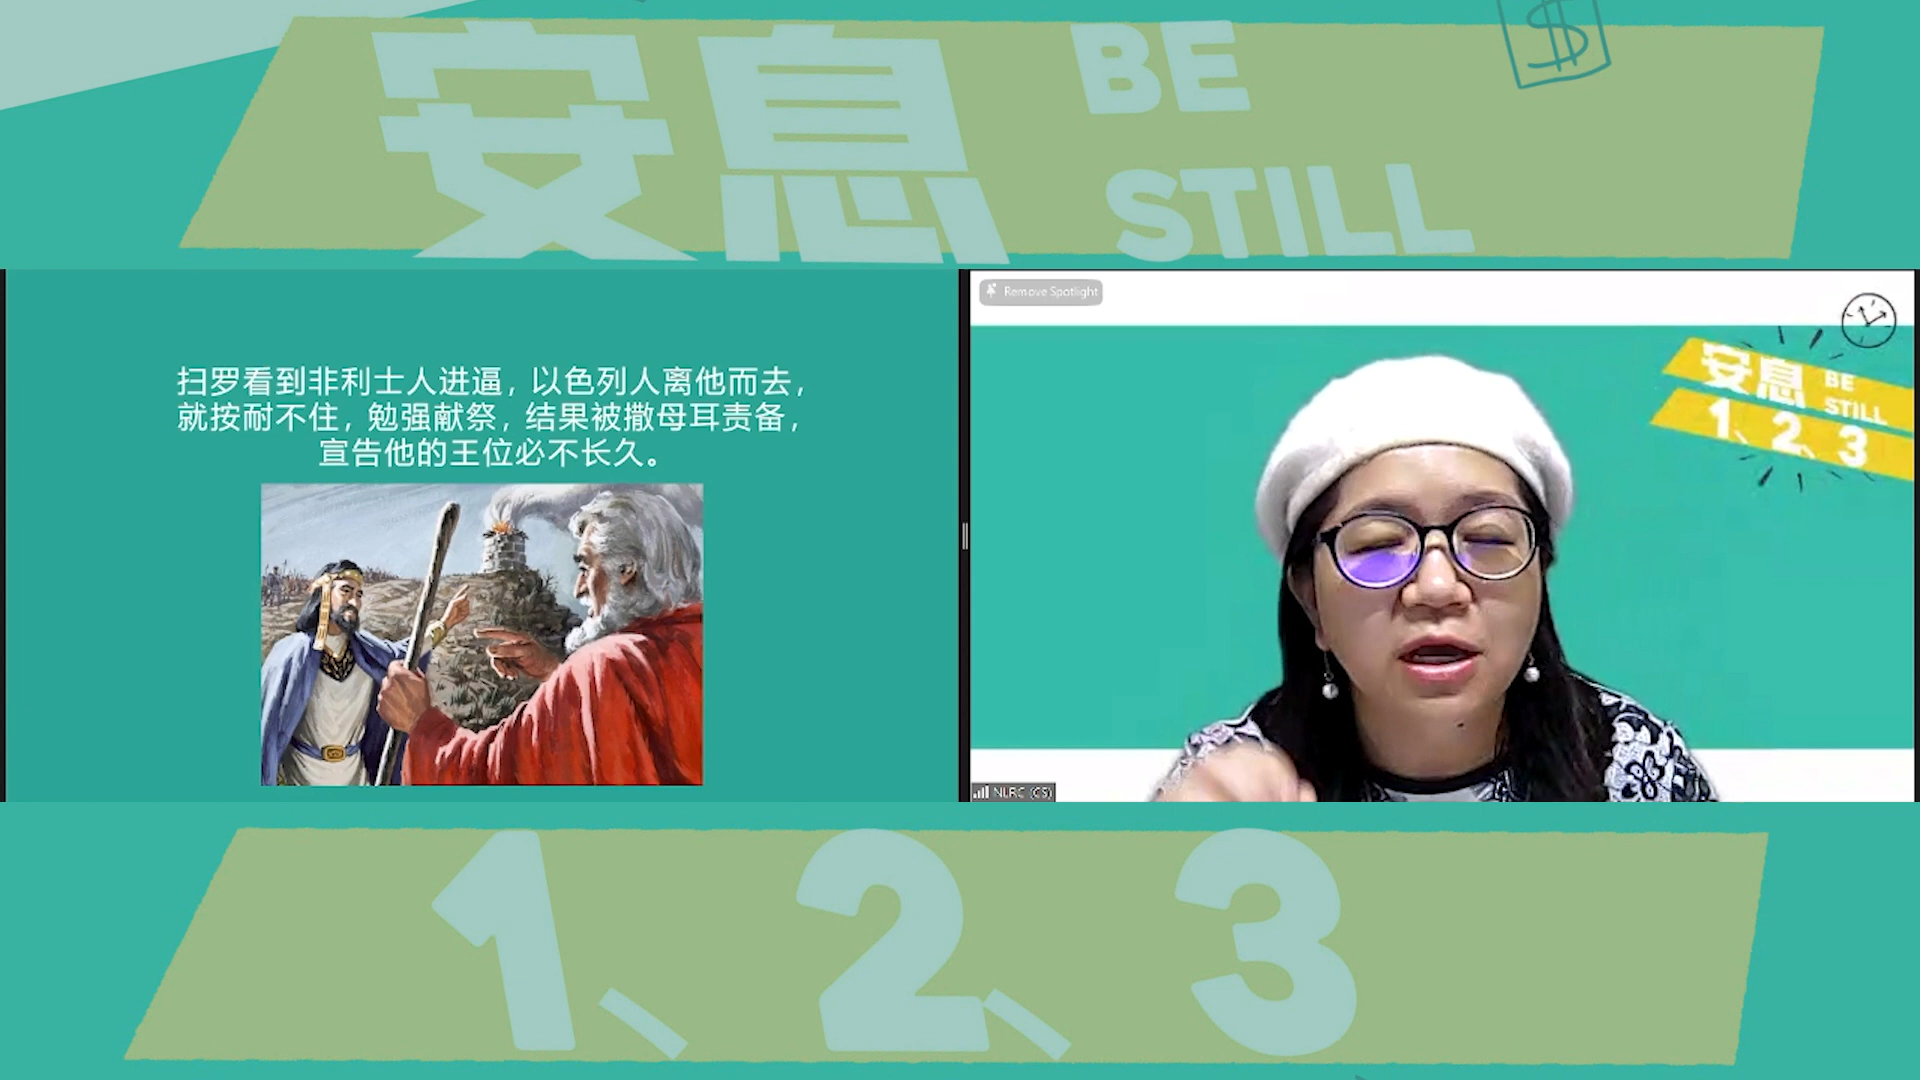 安息 BE
STILL
扫罗看到非利士人进逼，以色列人离他而去，
就按耐不住，勉强献祭，结果被撒母耳责备，
宣告他的王位必不长久。
Remove Spotlight
安息 BE
STILL
1、2、3
NLRC (CS)
1、2、3